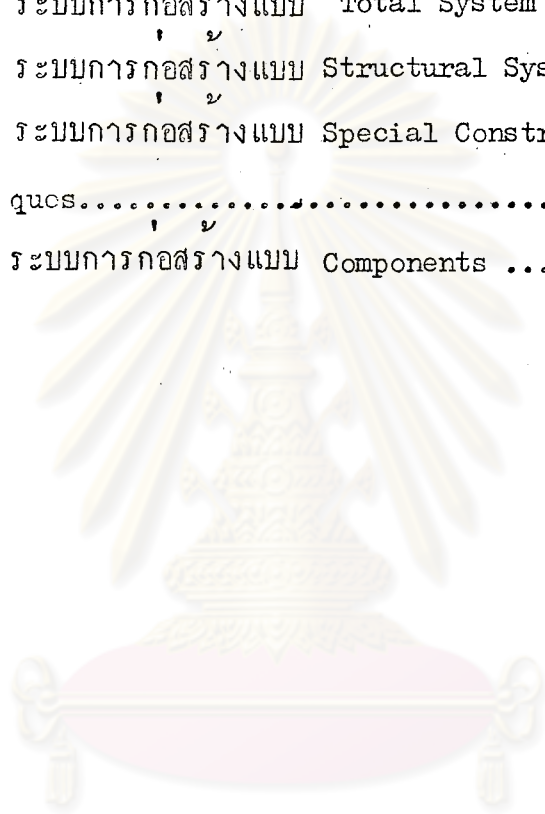 ระบบการก่อสร้างแบบ Total System
ระบบการก่อสร้างแบบ Structural Sys
ระบบการก่อสร้างแบบ Special Constr
ques..............................
ระบบการก่อสร้างแบบ Components ...